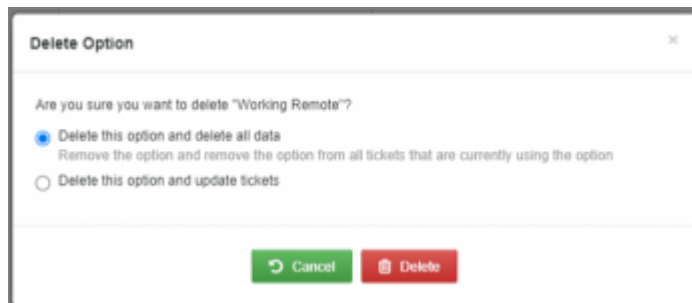 Delete Option
×
Are you sure you want to delete "Working Remote"?
Delete this option and delete all data
Remove the option and remove the option from all tickets that are currently using the option
Delete this option and update tickets
Cancel Delete